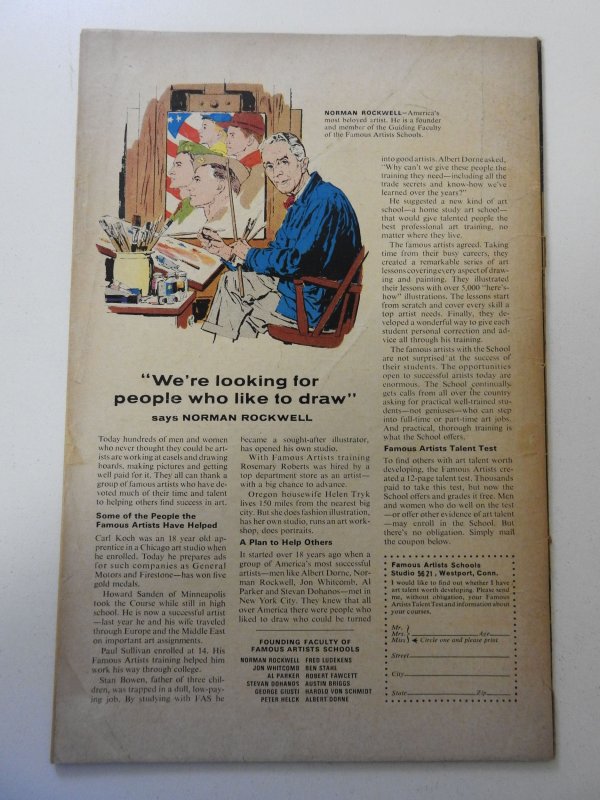 NORMAN ROCKWELL—America's
most beloved artist. He is a founder
and member of the Guiding Faculty
of the Famous Artists Schools.
"We're looking for
people who like to draw"
says NORMAN ROCKWELL
Today hundreds of men and women
who never thought they could be art-
ists are working at easels and drawing
boards, making pictures and getting
well paid for it. They all can thank a
group of famous artists who have de-
voted much of their time and talent
to helping others find success in art.
Some of the People the
Famous Artists Have Helped
Carl Koch was an 18 year old ap-
prentice in a Chicago art studio when
he enrolled. Today he prepares ads
for such companies as General
Motors and Firestone—has won five
gold medals.
Howard Sanden of Minneapolis
took the Course while still in high
school. He is now a successful artist
—last year he and his wife traveled
through Europe and the Middle East
on important art assignments.
Paul Sullivan enrolled at 14. His
Famous Artists training helped him
work his way through college.
Stan Bowen, father of three chil-
dren, was trapped in a dull, low-pay-
ing job. By studying with FAS he
became a sought-after illustrator,
has opened his own studio.
With Famous Artists training
Rosemary Roberts was hired by a
top department store as an artist—
with a big chance to advance.
Oregon housewife Helen Tryk
lives 150 miles from the nearest big
city. But she does fashion illustration,
has her own studio, runs an art work-
shop, does portraits.
A Plan to Help Others
It started over 18 years ago when a
group of America's most successful
artists—men like Albert Dorne, Nor-
man Rockwell, Jon Whitcomb, Al
Parker and Stevan Dohanos—met in
New York City. They knew that all
over America there were people who
liked to draw who could be turned
FOUNDING FACULTY OF
FAMOUS ARTISTS SCHOOLS
NORMAN ROCKWELL FRED LUDEKENS
JON WHITCOMB BEN STAHL
AL PARKER ROBERT FAWCETT
STEVAN DOHANOS AUSTIN BRIGGS
GEORGE GIUSTI HAROLD VON SCHMIDT
PETER HELCK ALBERT DORNE
into good artists. Albert Dorne asked,
"Why can't we give these people the
training they need—including all the
trade secrets and know-how we've
learned over the years?"
He suggested a new kind of art
school—a home study art school—
that would give talented people the
best professional art training, no
matter where they live.
The famous artists agreed. Taking
time from their busy careers, they
created a remarkable series of art
lessons covering every aspect of draw-
ing and painting. They illustrated
their lessons with over 5,000 "here's-
how" illustrations. The lessons start
from scratch and cover every skill a
top artist needs. Finally, they de-
veloped a wonderful way to give each
student personal correction and ad-
vice all through his training.
The famous artists with the School
are not surprised at the success of
their students. The opportunities
open to successful artists today are
enormous. The School continually
gets calls from all over the country
asking for practical well-trained stu-
dents—not geniuses—who can step
into full-time or part-time art jobs.
And practical, thorough training is
what the School offers.
Famous Artists Talent Test
To find others with art talent worth
developing, the Famous Artists cre-
ated a 12-page talent test. Thousands
paid to take this test, but now the
School offers and grades it free. Men
and women who do well on the test
—or offer other evidence of art talent
—may enroll in the School. But
there's no obligation. Simply mail
the coupon below.
Famous Artists Schools
Studio 5621, Westport, Conn.
I would like to find out whether I have
art talent worth developing. Please send
me, without obligation, your Famous
Artists Talent Test and information about
your courses.
Mr.
Mrs. Age
Miss Circle one and please print
Street
City
State Zip